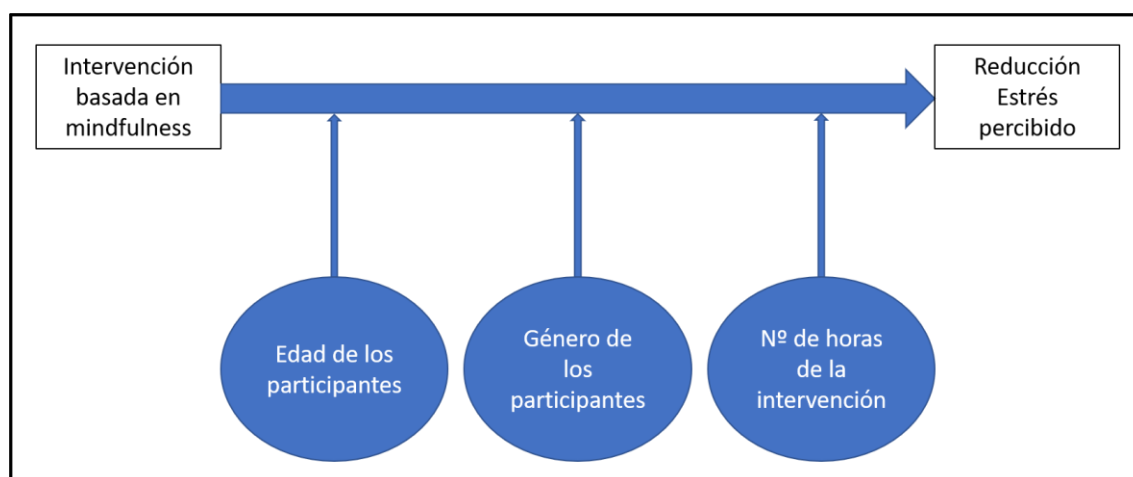 Intervención
basada en
mindfulness
Reducción
Estrés
percibido
Edad de los
participantes
Género de
los
participantes
Nº de horas
de la
intervención